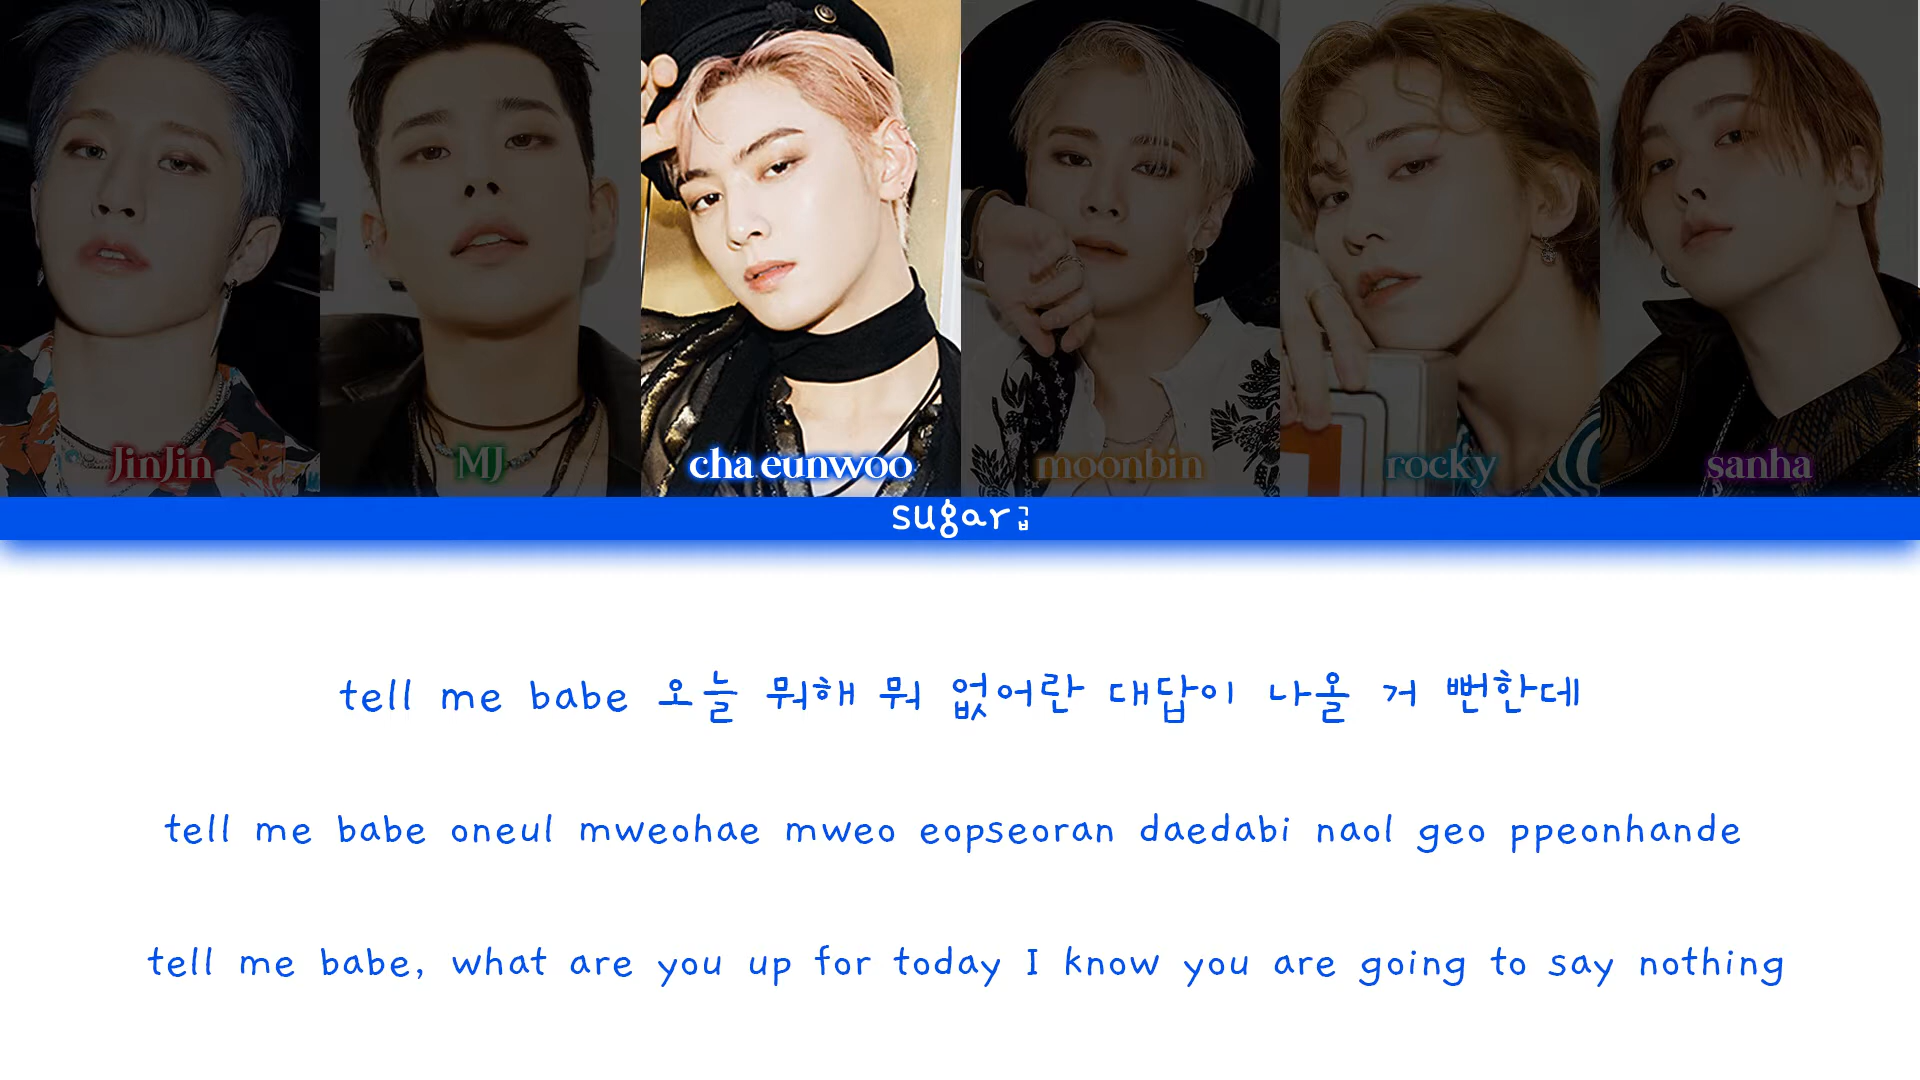 JinJin
MJ
cha eunwoo
moonbin
rocky
sanha
sugar
tell me babe 오늘 뭐해 뭐 없어란 대답이 나올 거 뻔한데
tell me babe oneul mweohae mweo eopseoran daedabi naol geo ppeonhande
tell me babe, what are you up for today I know you are going to say nothing